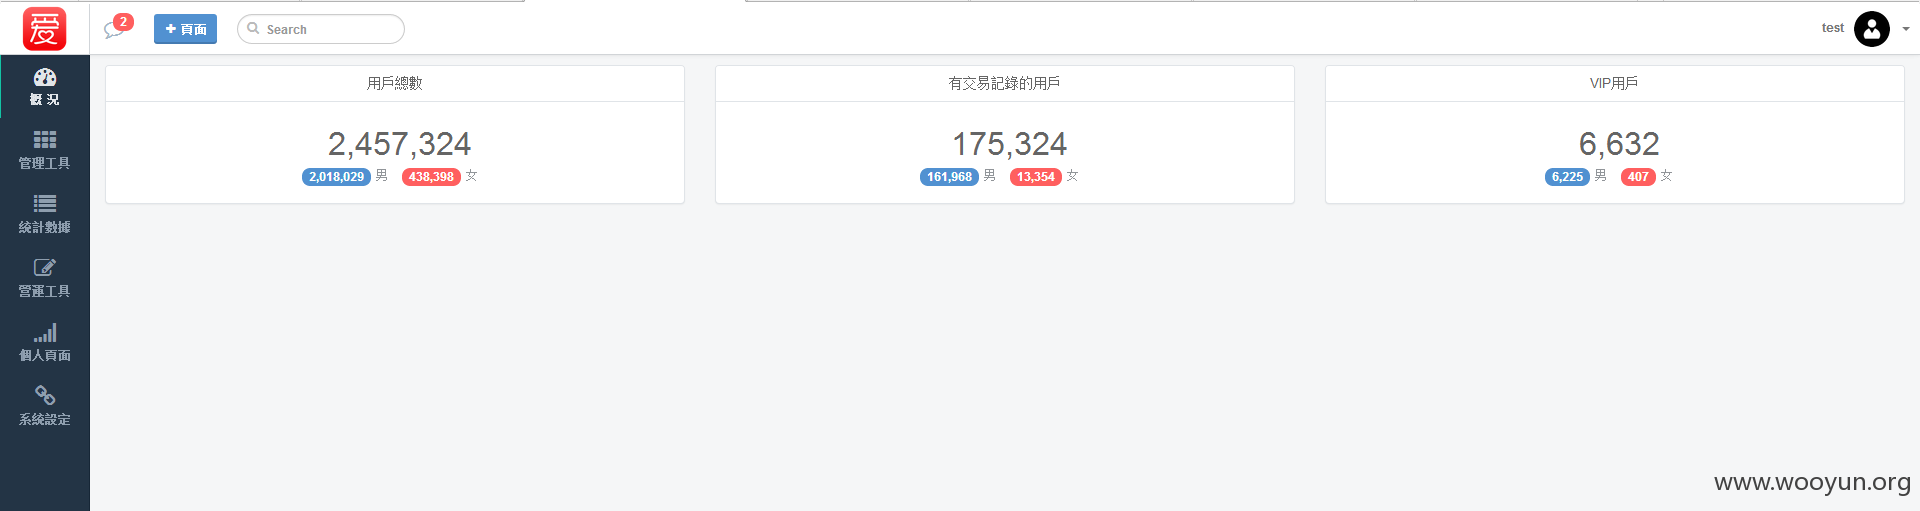 爱
2
頁面
Search
test
概 況
管理工具
統計數據
營運工具
個人頁面
系統設定
用戶總數
2,457,324
2,018,029 男 438,398 女
有交易記錄的用戶
175,324
161,968 男 13,354 女
VIP用戶
6,632
6,225 男 407 女
www.wooyun.org